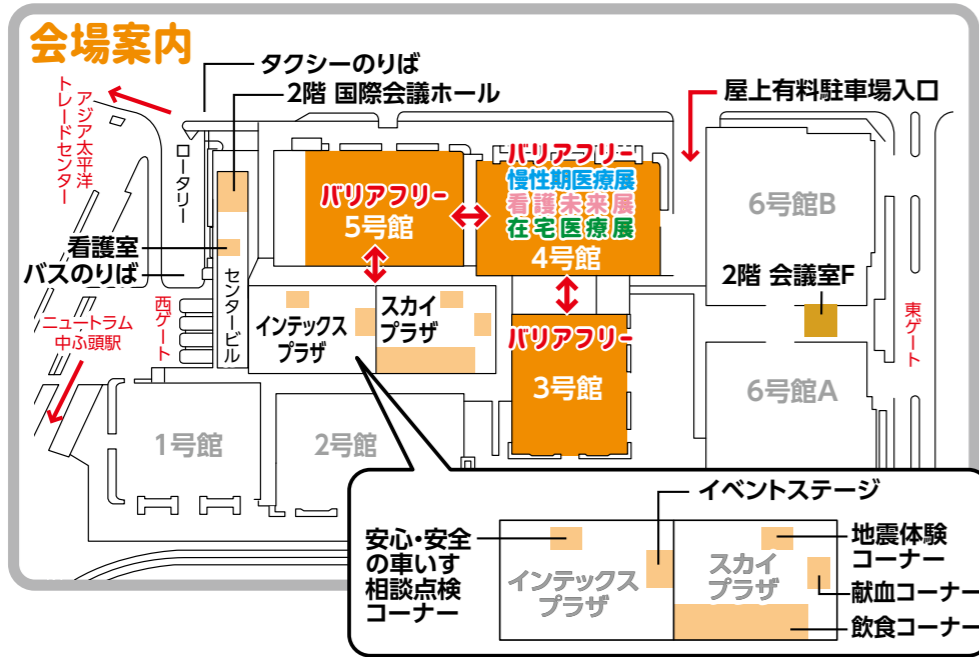 会場案内
タクシーのりば
2階 国際会議ホール
屋上有料駐車場入口
アジア太平洋
トレードセンター
ロータリー
バリアフリー
5号館
バリアフリー
慢性期医療展
看護未来展
在宅医療展
4号館
6号館B
看護室
バスのりば
センタービル
2階 会議室F
西ゲート
インテックス
プラザ
スカイ
プラザ
ニュートラム
中ふ頭駅
バリアフリー
3号館
東ゲート
6号館A
1号館
2号館
イベントステージ
安心・安全
の車いす
相談点検
コーナー
インテックス
プラザ
スカイ
プラザ
地震体験
コーナー
献血コーナー
飲食コーナー